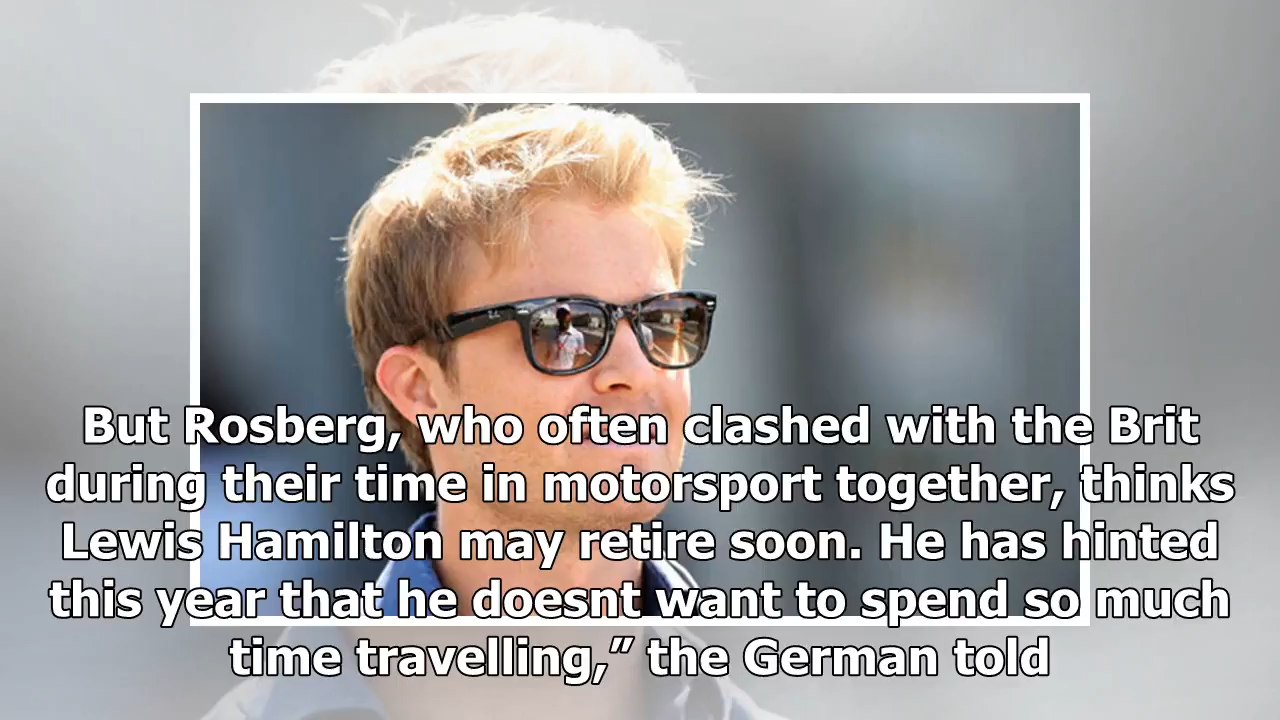 But Rosberg, who often clashed with the Brit
during their time in motorsport together, thinks
Lewis Hamilton may retire soon. He has hinted
this year that he doesnt want to spend so much
time travelling,” the German told